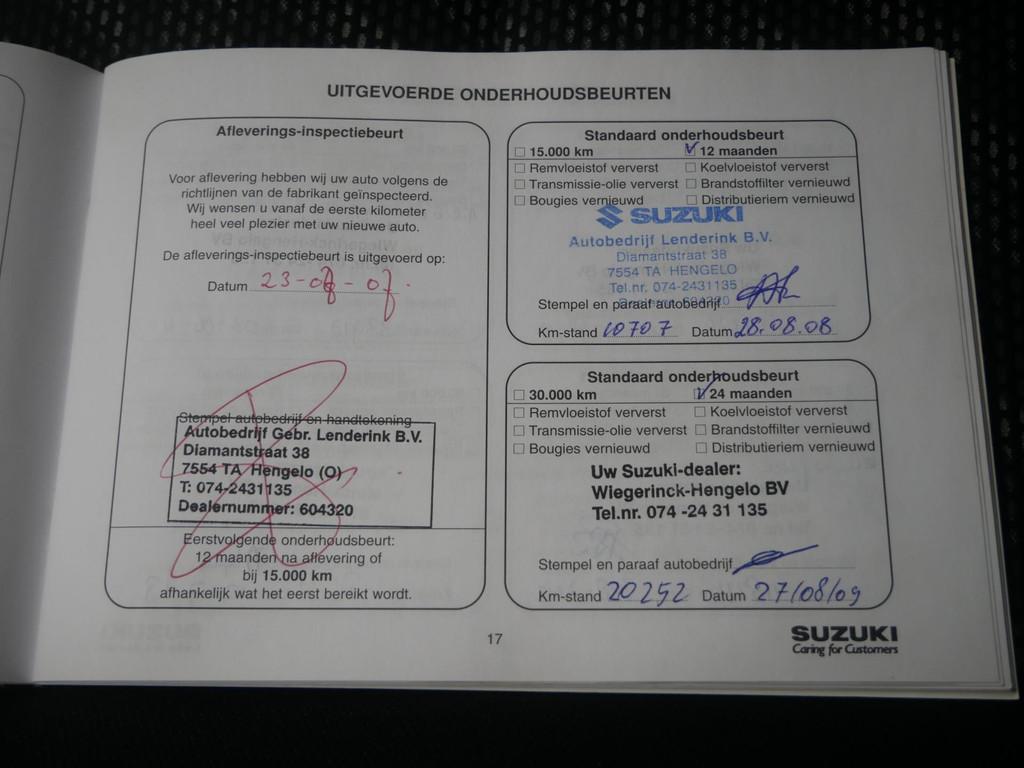 UITGEVOERDE ONDERHOUDSBEURTEN
Afleverings-inspectiebeurt
Voor aflevering hebben wij uw auto volgens de
richtlijnen van de fabrikant geïnspecteerd.
Wij wensen u vanaf de eerste kilometer
heel veel plezier met uw nieuwe auto.
De afleverings-inspectiebeurt is uitgevoerd op:
Datum 23-08-07.
Stempel autobedrijf en handtekening
Autobedrijf Gebr. Lenderink B.V.
Diamantstraat 38
7554 TA Hengelo (O)
T: 074-2431135
Dealernummer: 604320
Eerstvolgende onderhoudsbeurt:
12 maanden na aflevering of
bij 15.000 km
afhankelijk wat het eerst bereikt wordt.
Standaard onderhoudsbeurt
15.000 km 12 maanden
Remvloeistof ververst Koelvloeistof ververst
Transmissie-olie ververst Brandstoffilter vernieuwd
Bougies vernieuwd Distributieriem vernieuwd
SUZUKI
Autobedrijf Lenderink B.V.
Diamantstraat 38
7554 TA HENGELO
Tel.nr. 074-2431135
604320
Stempel en paraaf autobedrijf
Km-stand 10707 Datum 28.08.08
Standaard onderhoudsbeurt
30.000 km 24 maanden
Remvloeistof ververst Koelvloeistof ververst
Transmissie-olie ververst Brandstoffilter vernieuwd
Bougies vernieuwd Distributieriem vernieuwd
Uw Suzuki-dealer:
Wiegerinck-Hengelo BV
Tel.nr. 074 -24 31 135
Stempel en paraaf autobedrijf
Km-stand 20252 Datum 27/08/09
17
SUZUKI
Caring for Customers